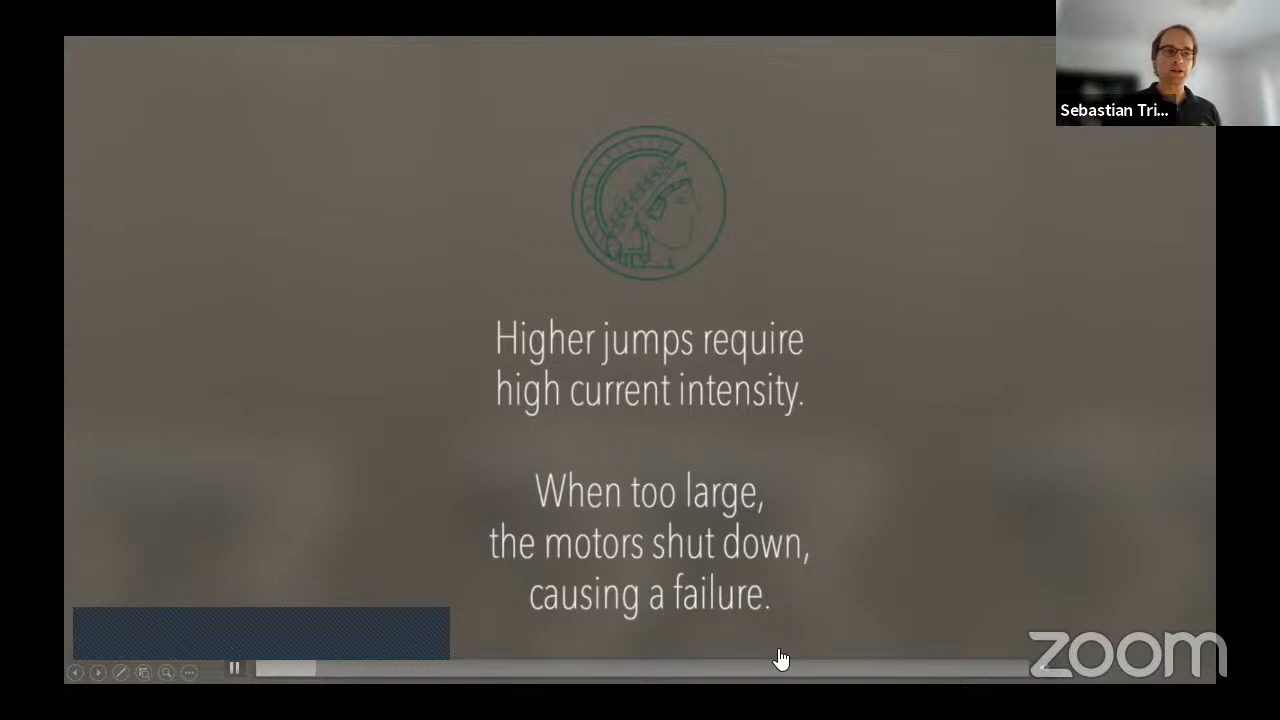 Sebastian Tri...
Higher jumps require
high current intensity.
When too large,
the motors shut down,
causing a failure.
zoom